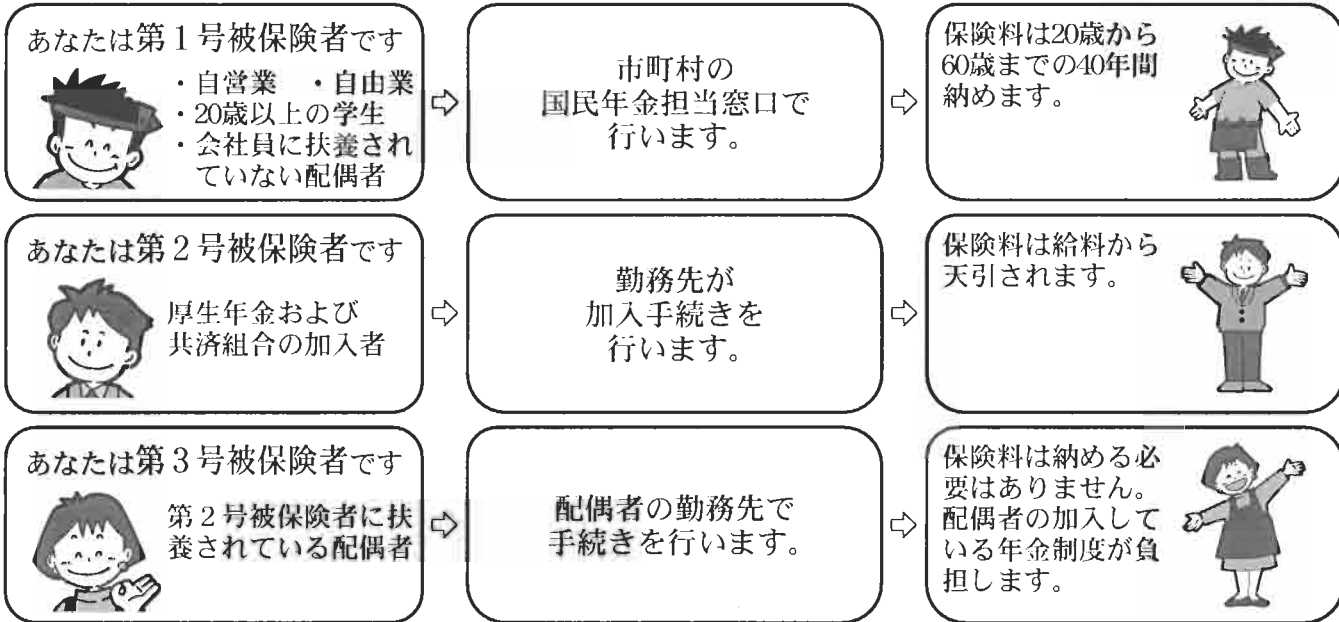 あなたは第1号被保険者です
・自営業 ・自由業
・20歳以上の学生
・会社員に扶養され
ていない配偶者
市町村の
国民年金担当窓口で
行います。
保険料は20歳から
60歳までの40年間
納めます。
あなたは第2号被保険者です
厚生年金および
共済組合の加入者
勤務先が
加入手続きを
行います。
保険料は給料から
天引されます。
あなたは第3号被保険者です
第2号被保険者に扶
養されている配偶者
配偶者の勤務先で
手続きを行います。
保険料は納める必
要はありません。
配偶者の加入して
いる年金制度が負
担します。